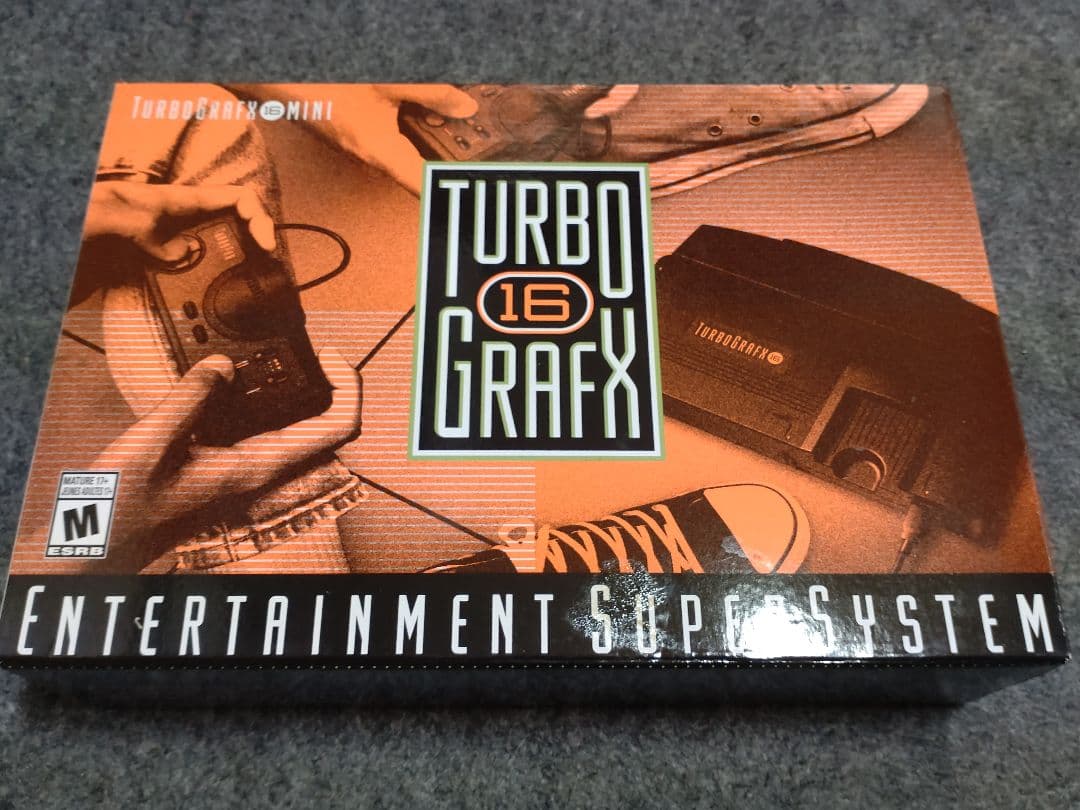 TURBOGRAFX 16 MINI
TURBO
16
GRAFX
TURBOGRAFX 16
MATURE 17+
JEUNES ADULTES 17+
M
ESRB
ENTERTAINMENT SUPERSYSTEM